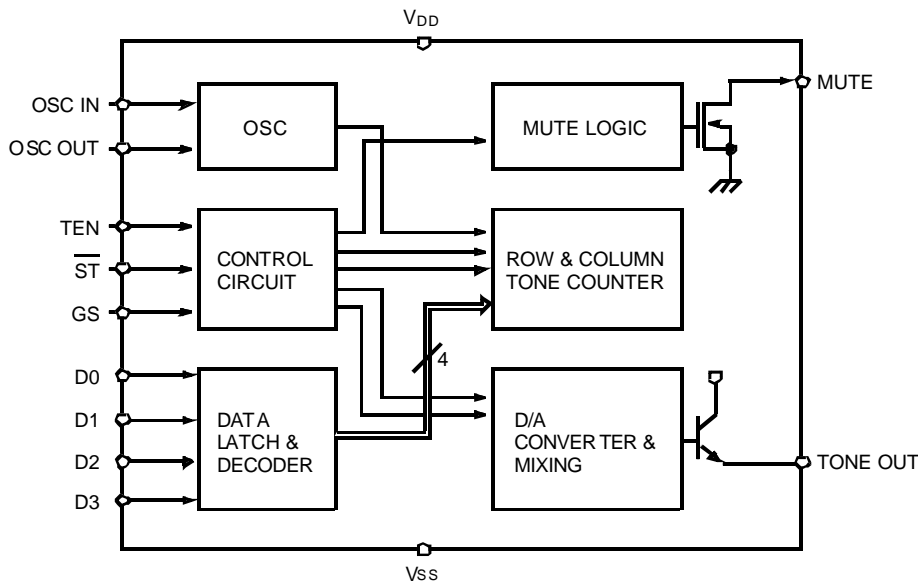 VDD
OSC IN
OSC OUT
OSC
MUTE LOGIC
MUTE
TEN
ST
GS
CONTROL
CIRCUIT
ROW & COLUMN
TONE COUNTER
4
D0
D1
D2
D3
DATA
LATCH &
DECODER
D/A
CONVERTER &
MIXING
TONE OUT
VSS